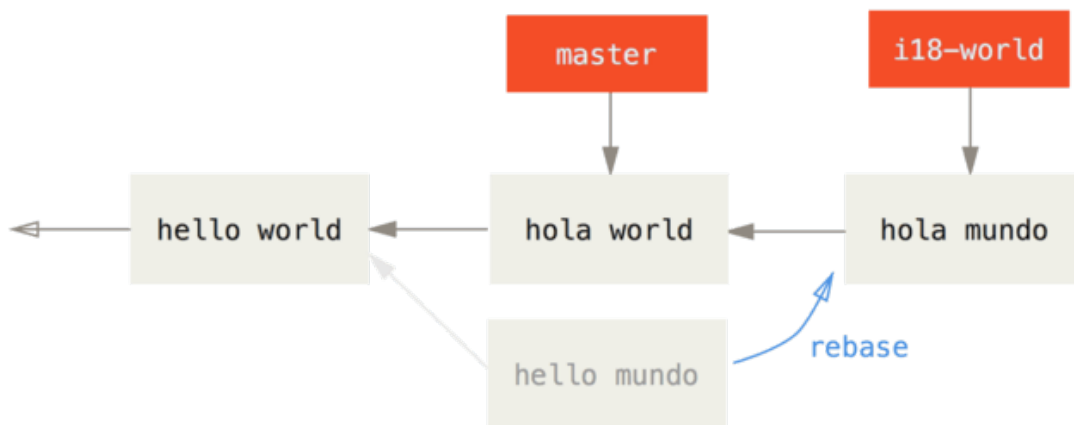 master
i18-world
hello world
hola world
hola mundo
rebase
hello mundo